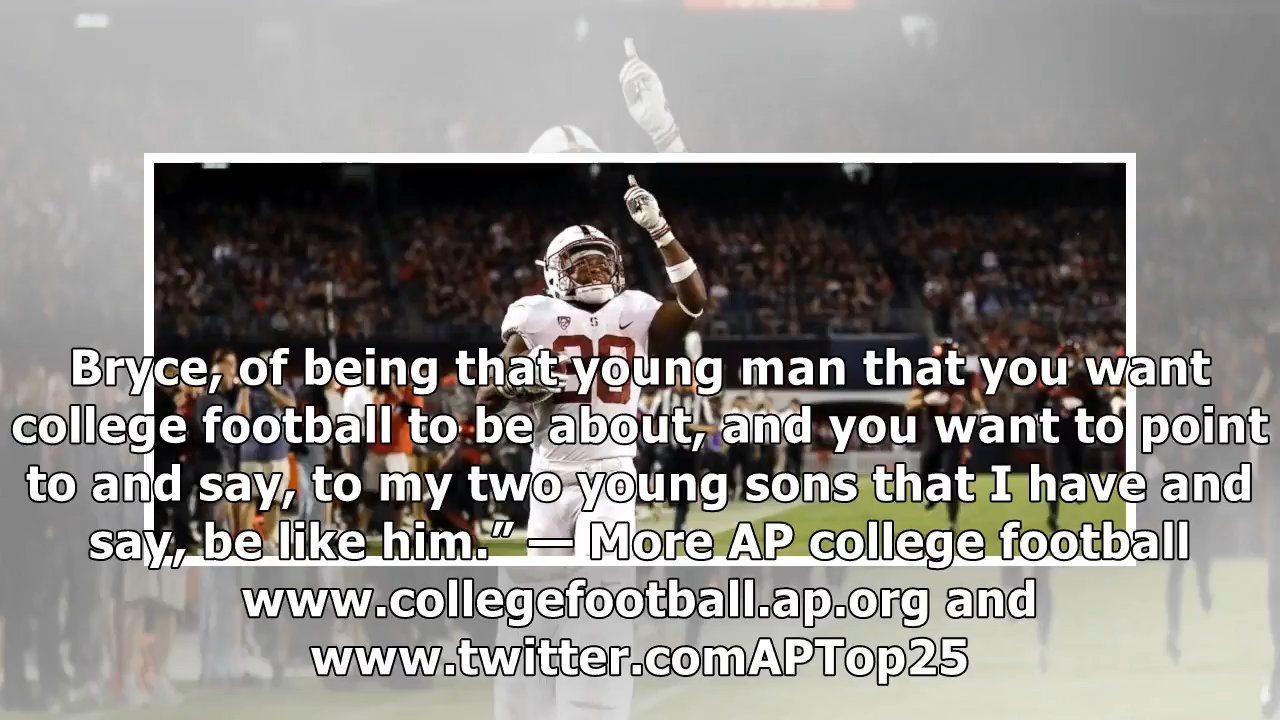 Bryce, of being that young man that you want
college football to be about, and you want to point
to and say, to my two young sons that I have and
say, be like him.” — More AP college football
www.collegefootball.ap.org and
www.twitter.comAPTop25
20